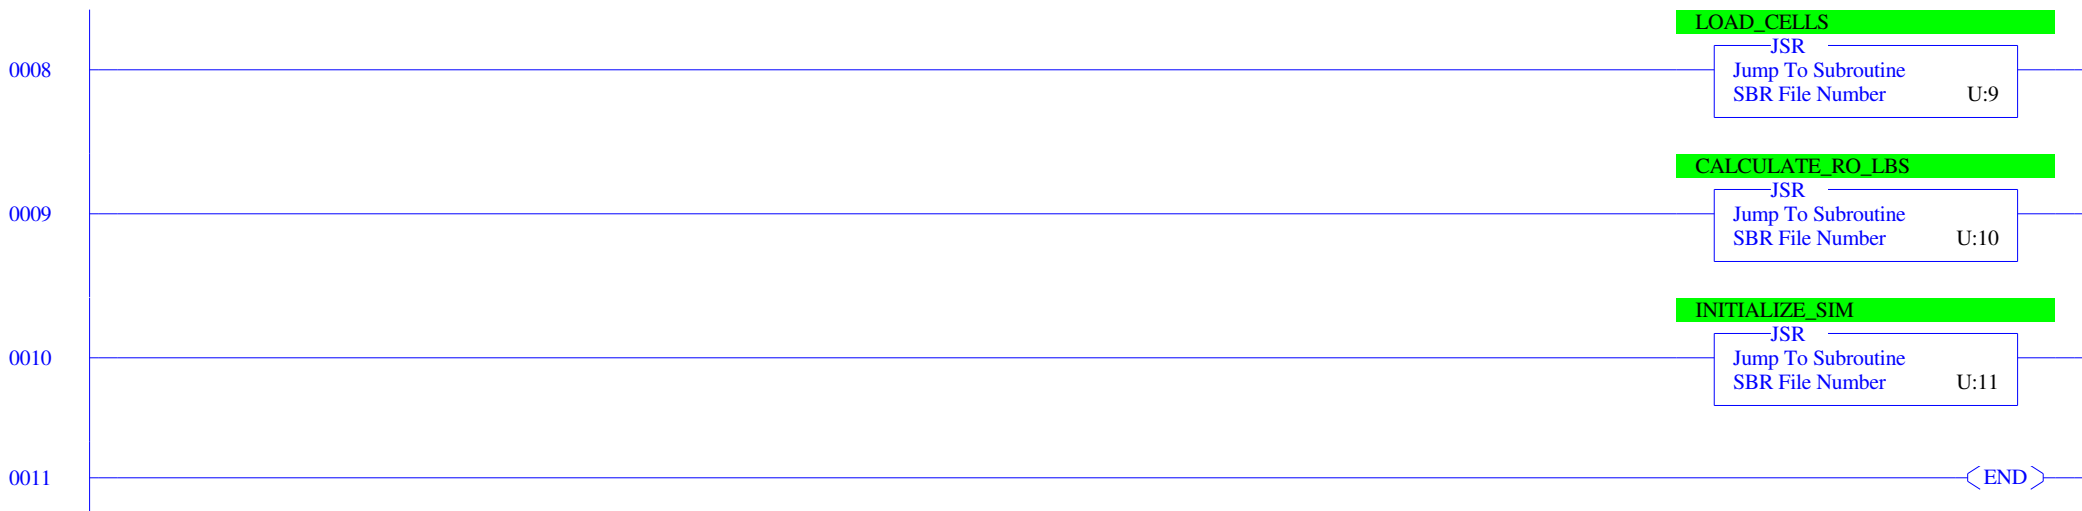 LOAD_CELLS
JSR
0008
Jump To Subroutine
SBR File Number U:9
CALCULATE_RO_LBS
JSR
0009
Jump To Subroutine
SBR File Number U:10
INITIALIZE_SIM
JSR
0010
Jump To Subroutine
SBR File Number U:11
0011
END